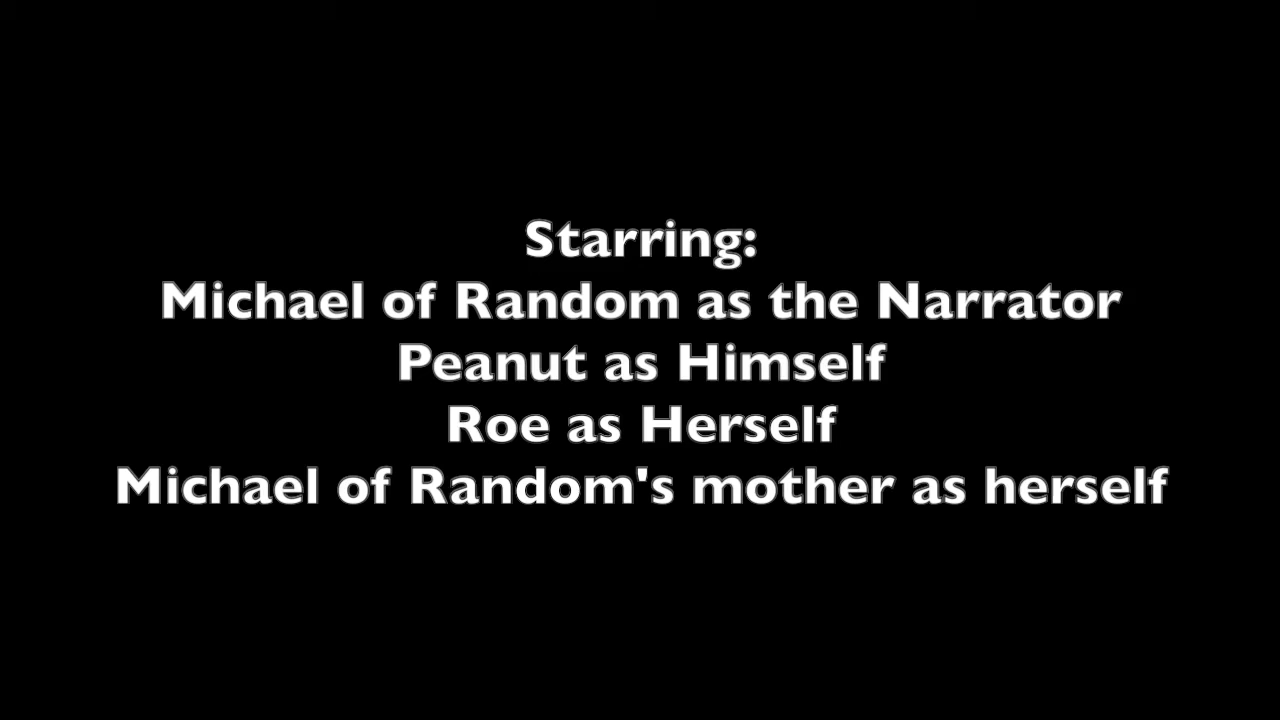 Starring:
Michael of Random as the Narrator
Peanut as Himself
Roe as Herself
Michael of Random's mother as herself